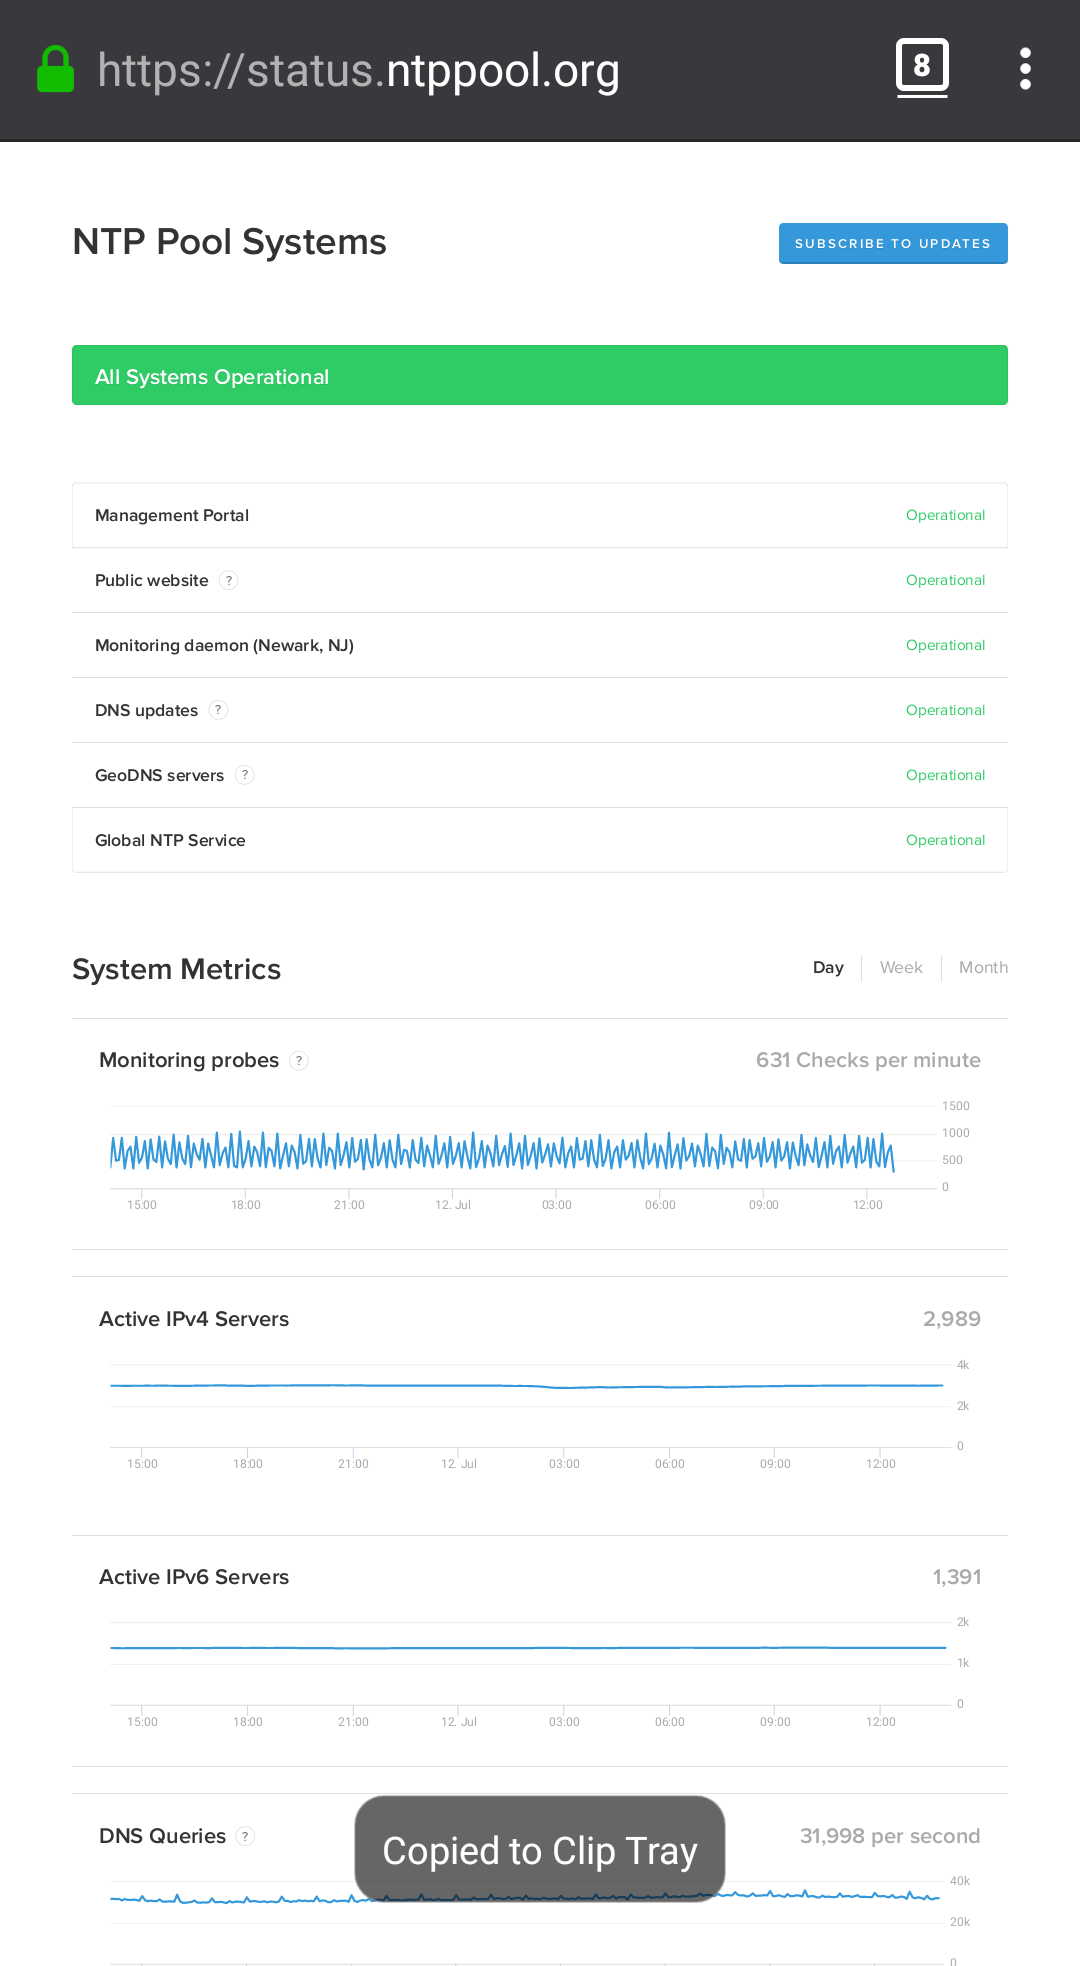 https://status.ntppool.org 8
NTP Pool Systems SUBSCRIBE TO UPDATES
All Systems Operational
Management Portal Operational
Public website ? Operational
Monitoring daemon (Newark, NJ) Operational
DNS updates ? Operational
GeoDNS servers ? Operational
Global NTP Service Operational
System Metrics Day Week Month
Monitoring probes ? 631 Checks per minute
1500
1000
500
0
15:00 18:00 21:00 12. Jul 03:00 06:00 09:00 12:00
Active IPv4 Servers 2,989
4k
2k
0
15:00 18:00 21:00 12. Jul 03:00 06:00 09:00 12:00
Active IPv6 Servers 1,391
2k
1k
0
15:00 18:00 21:00 12. Jul 03:00 06:00 09:00 12:00
DNS Queries ? 31,998 per second
Copied to Clip Tray
40k
20k
0